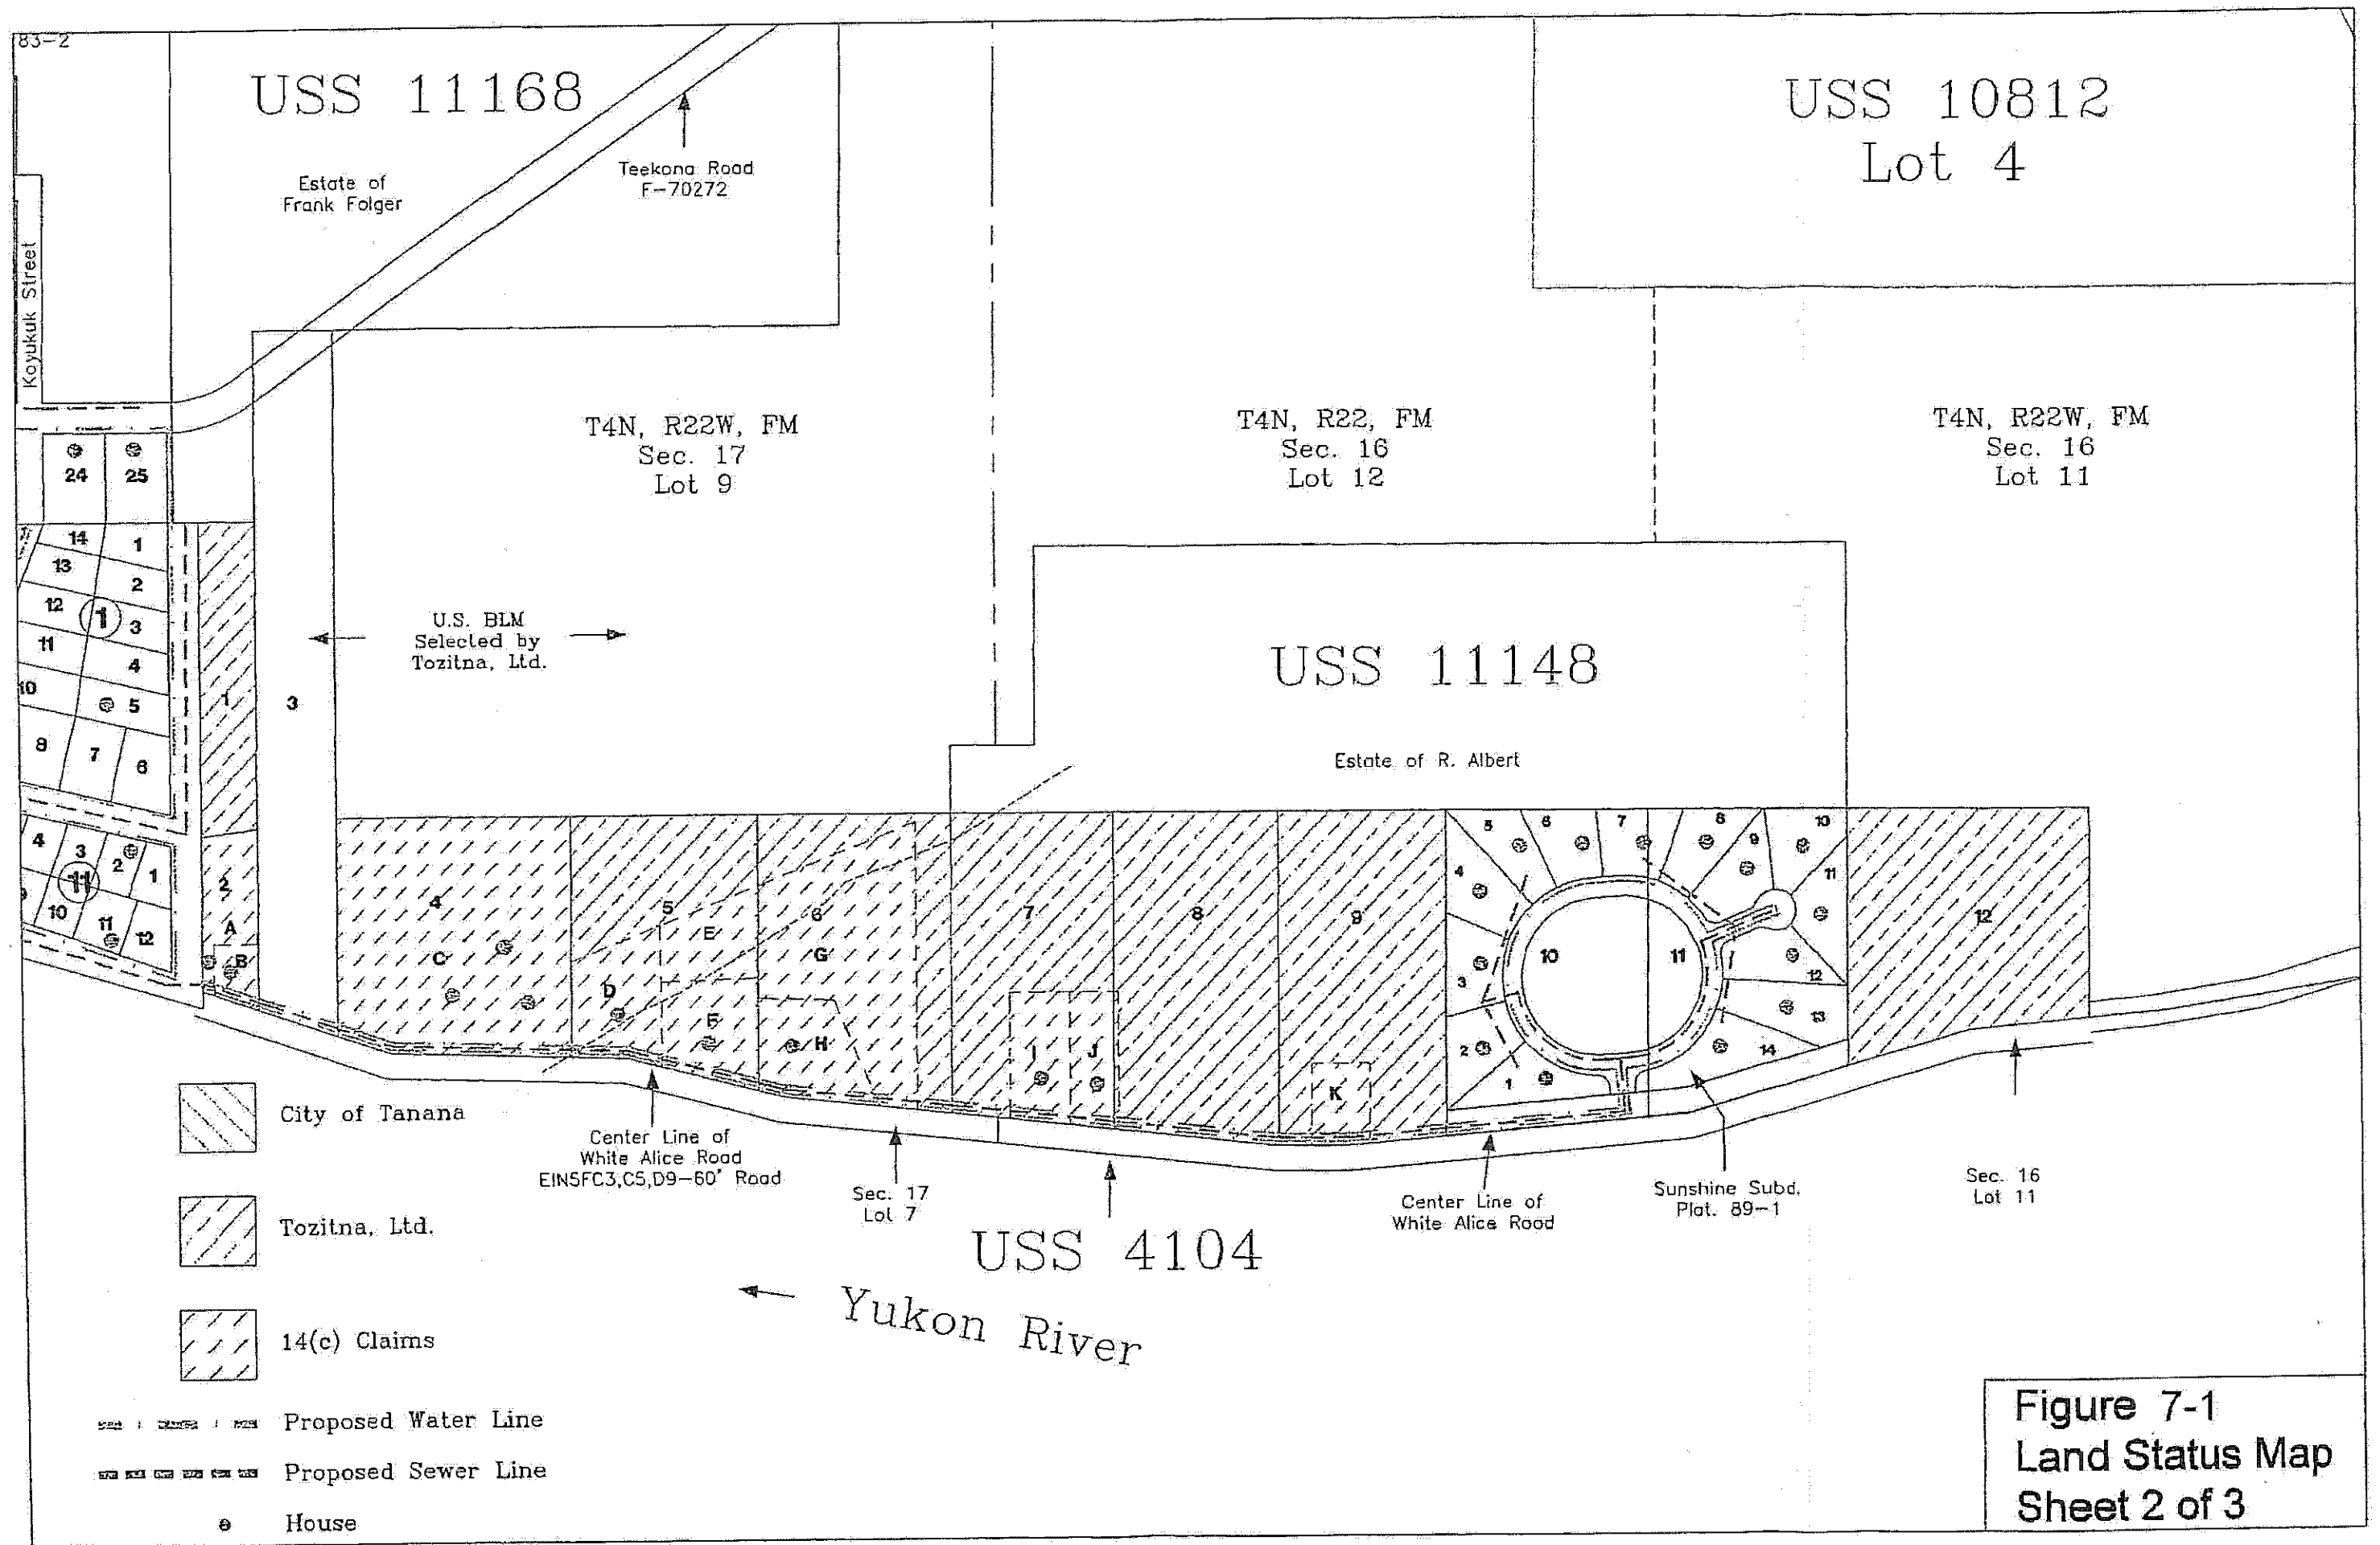 83-2
USS 11168
Estate of
Frank Folger
Teekona Road
F-70272
USS 10812
Lot 4
Koyukuk Street
T4N, R22W, FM
Sec. 17
Lot 9
T4N, R22, FM
Sec. 16
Lot 12
T4N, R22W, FM
Sec. 16
Lot 11
24
25
14
1
13
2
12
1
3
11
4
10
5
8
7
6
U.S. BLM
Selected by
Tozitna, Ltd.
1
3
USS 11148
Estate of R. Albert
4
3
2
1
11
10
11
12
2
A
B
4
C
5
D
E
F
6
G
H
7
I
J
8
9
K
5
6
7
8
9
10
4
11
3
10
11
12
2
13
1
14
12
City of Tanana
Tozitna, Ltd.
14(c) Claims
Proposed Water Line
Proposed Sewer Line
House
Center Line of
White Alice Road
EIN5FC3,C5,D9-60' Road
Sec. 17
Lot 7
USS 4104
Yukon River
Center Line of
White Alice Road
Sunshine Subd.
Plat. 89-1
Sec. 16
Lot 11
Figure 7-1
Land Status Map
Sheet 2 of 3